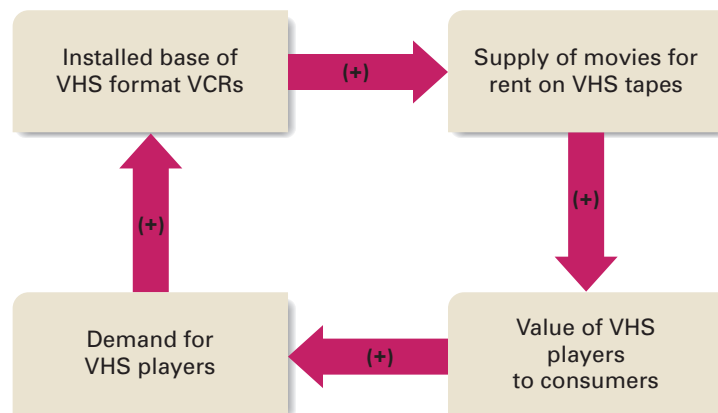 Installed base of
VHS format VCRs
(+)
Supply of movies for
rent on VHS tapes
(+)
(+)
Demand for
VHS players
(+)
Value of VHS
players
to consumers